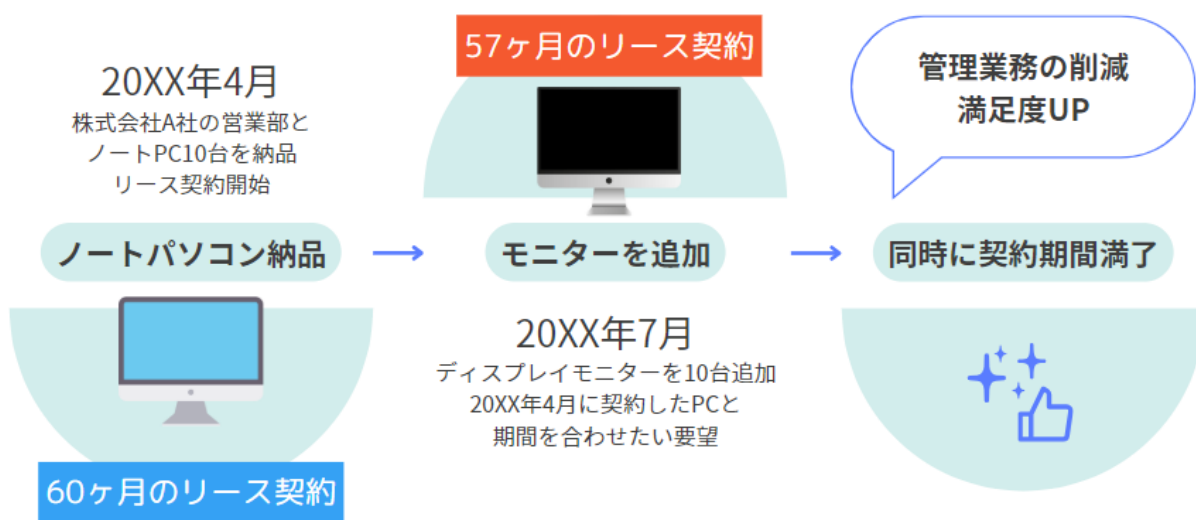 20XX年4月
株式会社A社の営業部と
ノートPC10台を納品
リース契約開始
ノートパソコン納品
60ヶ月のリース契約
57ヶ月のリース契約
モニターを追加
20XX年7月
ディスプレイモニターを10台追加
20XX年4月に契約したPCと
期間を合わせたい要望
管理業務の削減
満足度UP
同時に契約期間満了